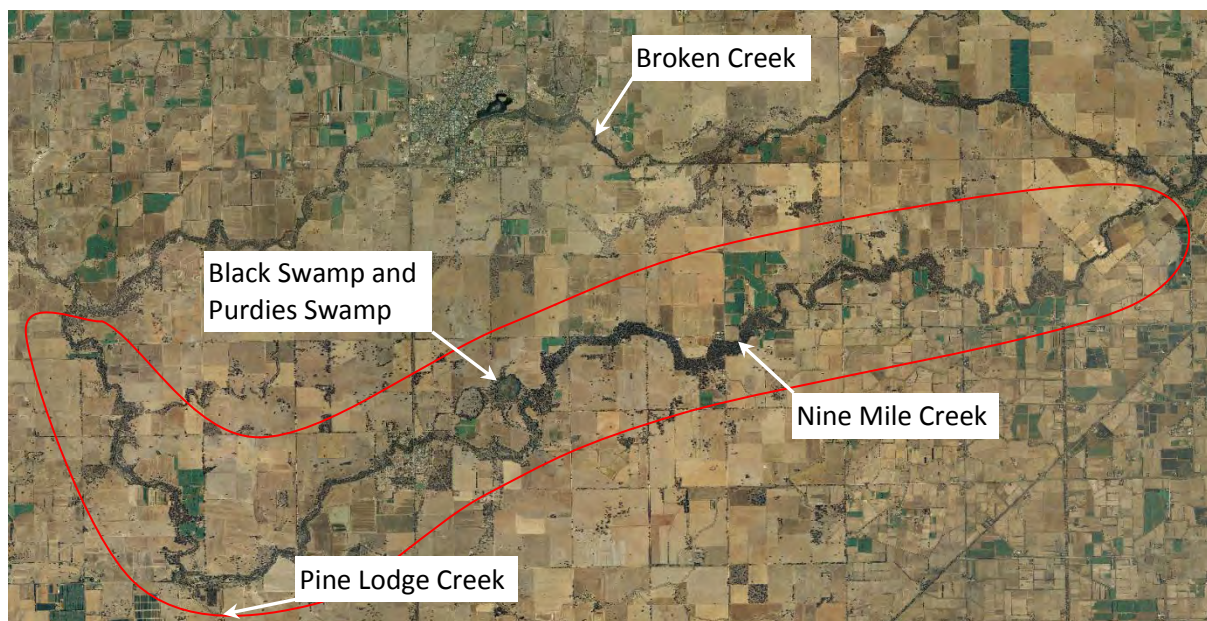 Broken Creek
Black Swamp and
Purdies Swamp
Nine Mile Creek
Pine Lodge Creek